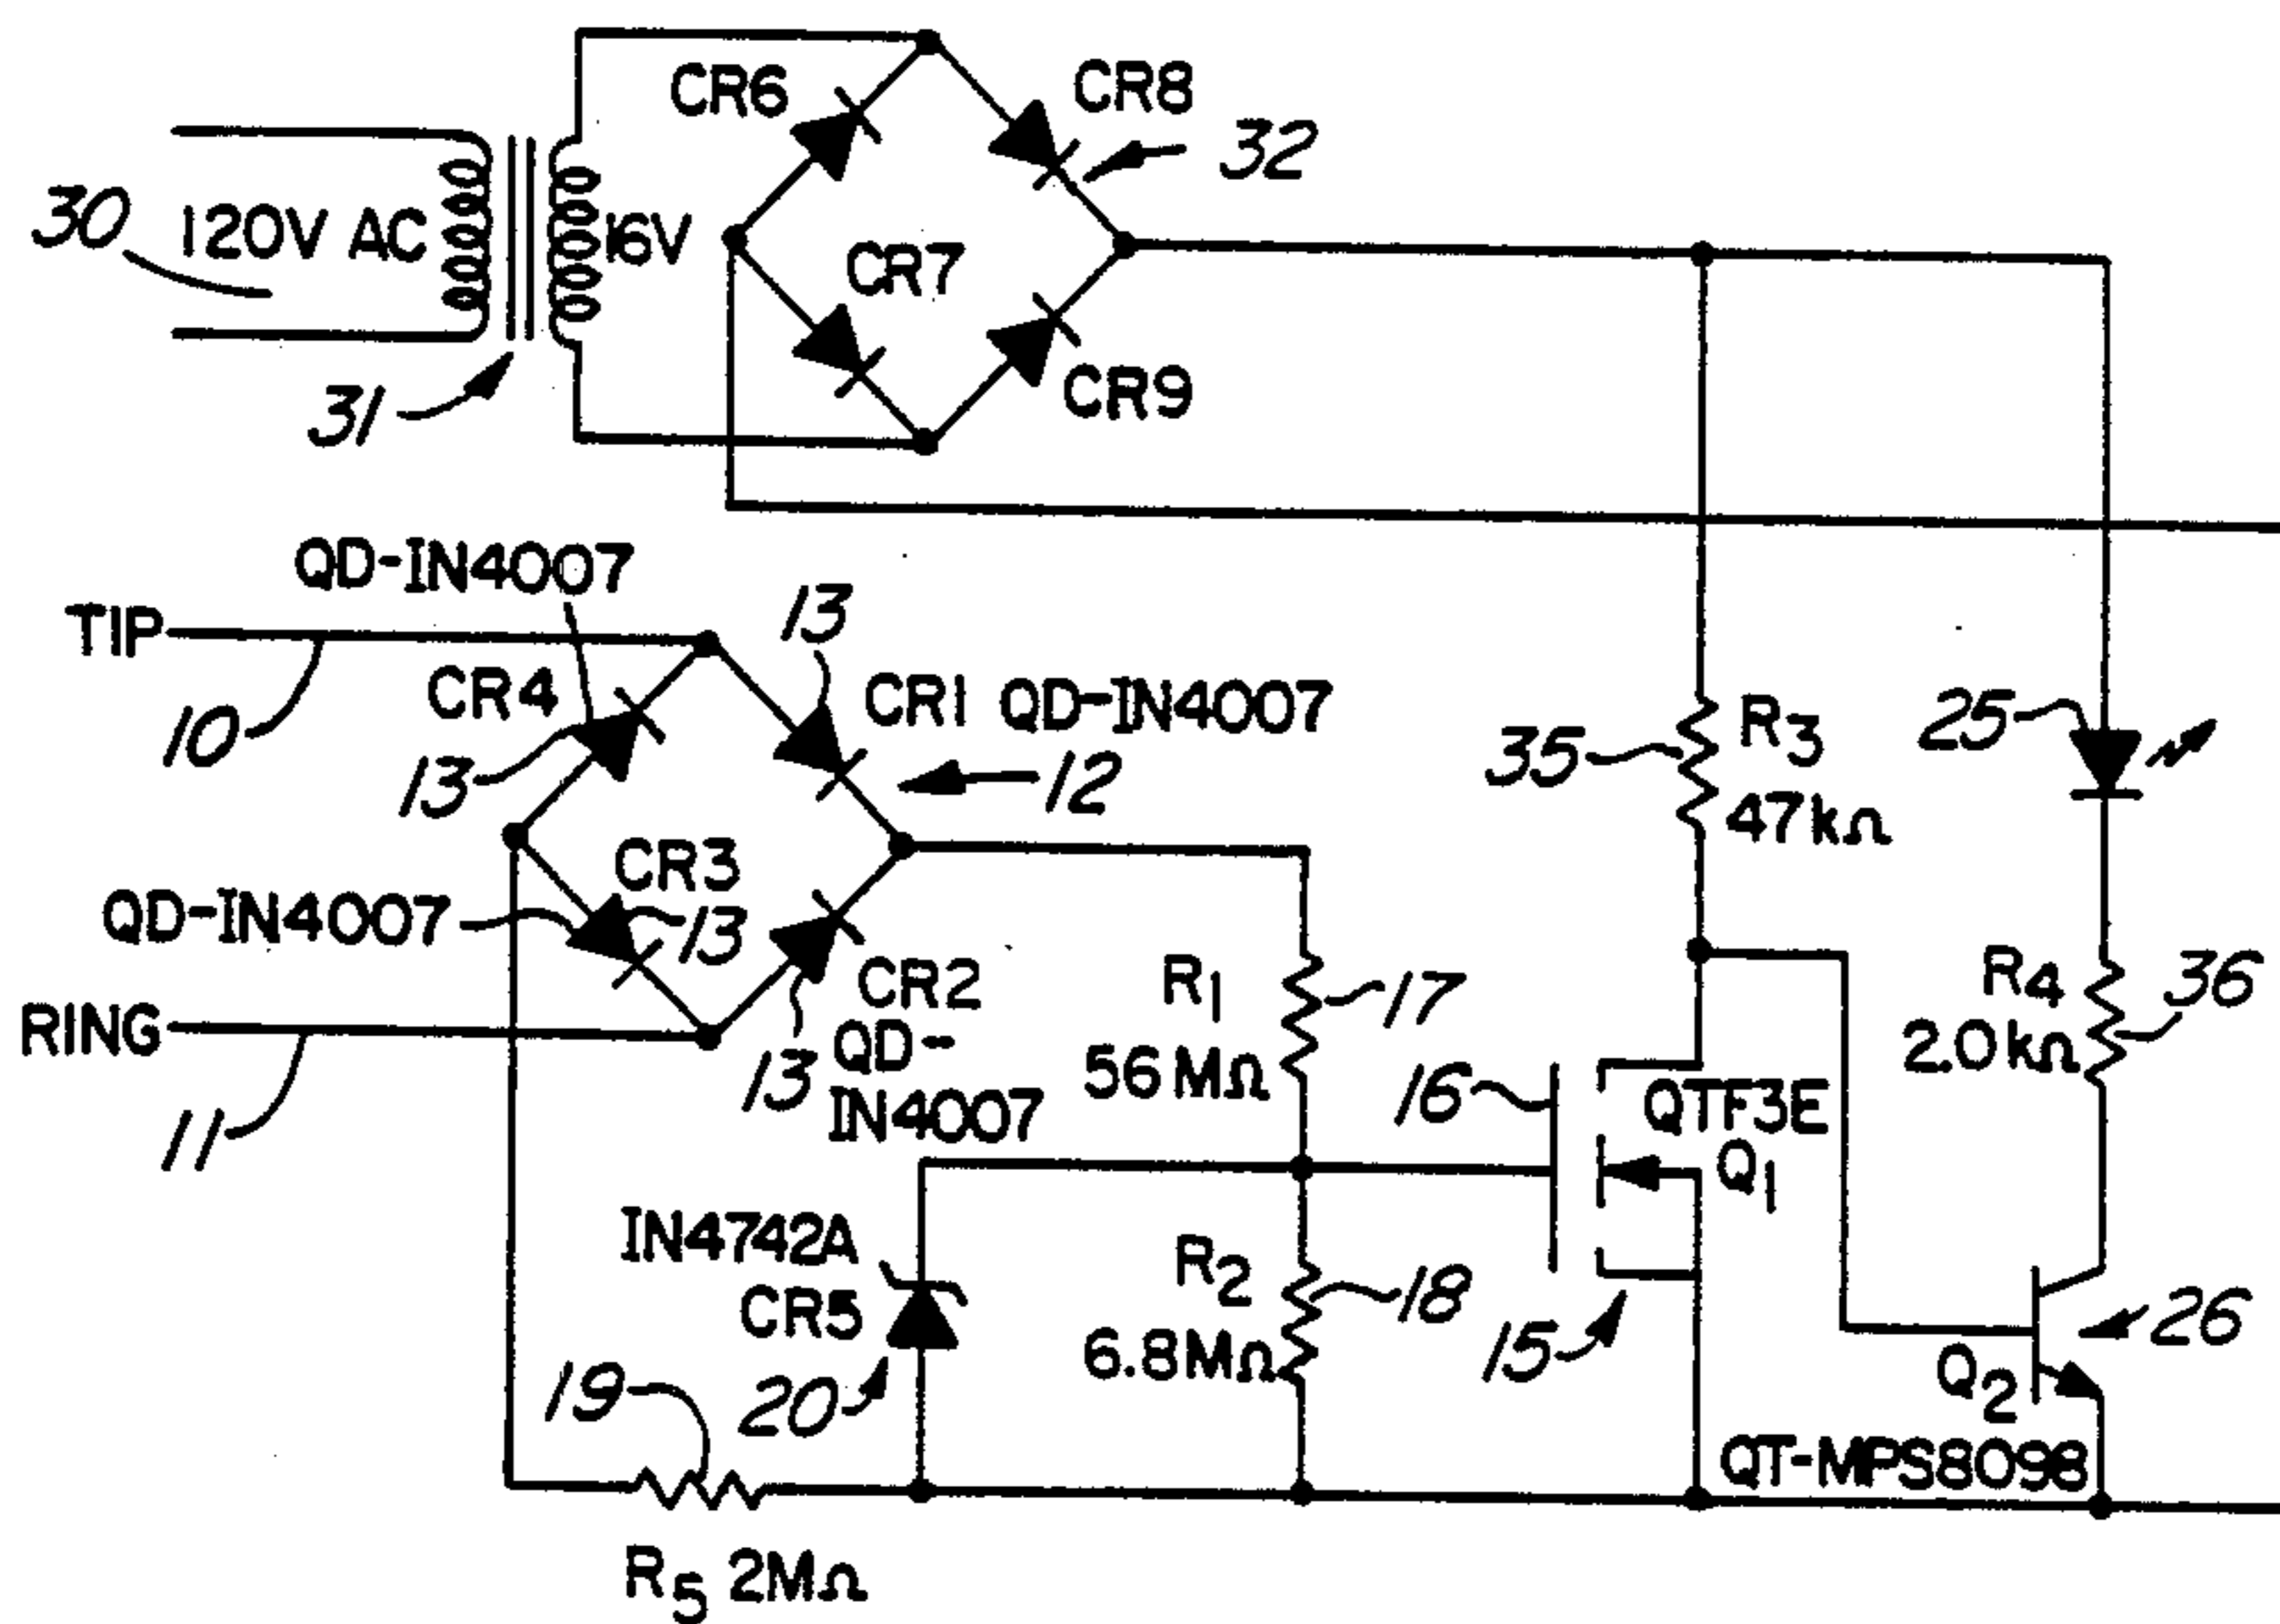 CR6
CR8
32
30
120V AC
16V
CR7
31
CR9
QD-IN4007
TIP
13
CR4
CR1 QD-IN4007
10
13
12
25
R3
35
47kΩ
CR3
QD-IN4007
13
CR2
QD-
IN4007
13
RING
11
R1
17
56MΩ
R4
36
2.0kΩ
16
QTF3E
Q1
IN4742A
CR5
R2
18
6.8MΩ
15
26
Q2
19
20
QT-MPS8098
R5 2MΩ